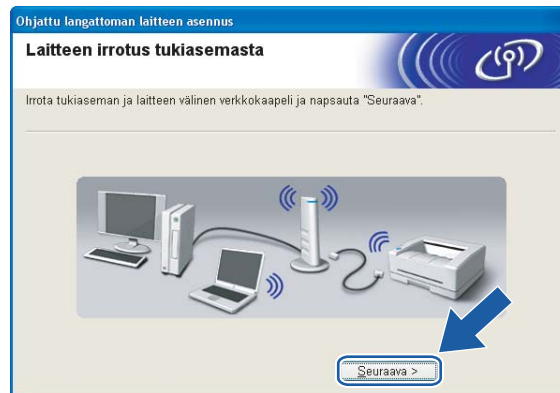 Ohjattu langattoman laitteen asennus
Laitteen irrotus tukiasemasta
Irrota tukiaseman ja laitteen välinen verkkokaapeli ja napsauta "Seuraava".
Seuraava >